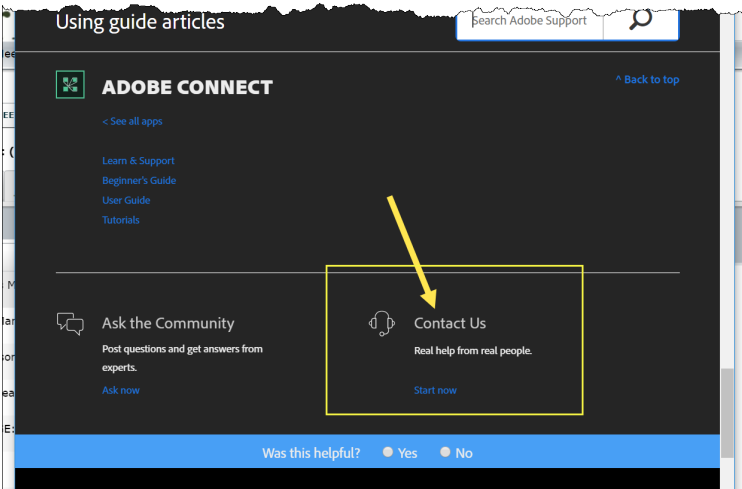 Using guide articles
Search Adobe Support
ADOBE CONNECT
^ Back to top
< See all apps
Learn & Support
Beginner's Guide
User Guide
Tutorials
Ask the Community
Post questions and get answers from
experts.
Ask now
Contact Us
Real help from real people.
Start now
Was this helpful?
Yes
No